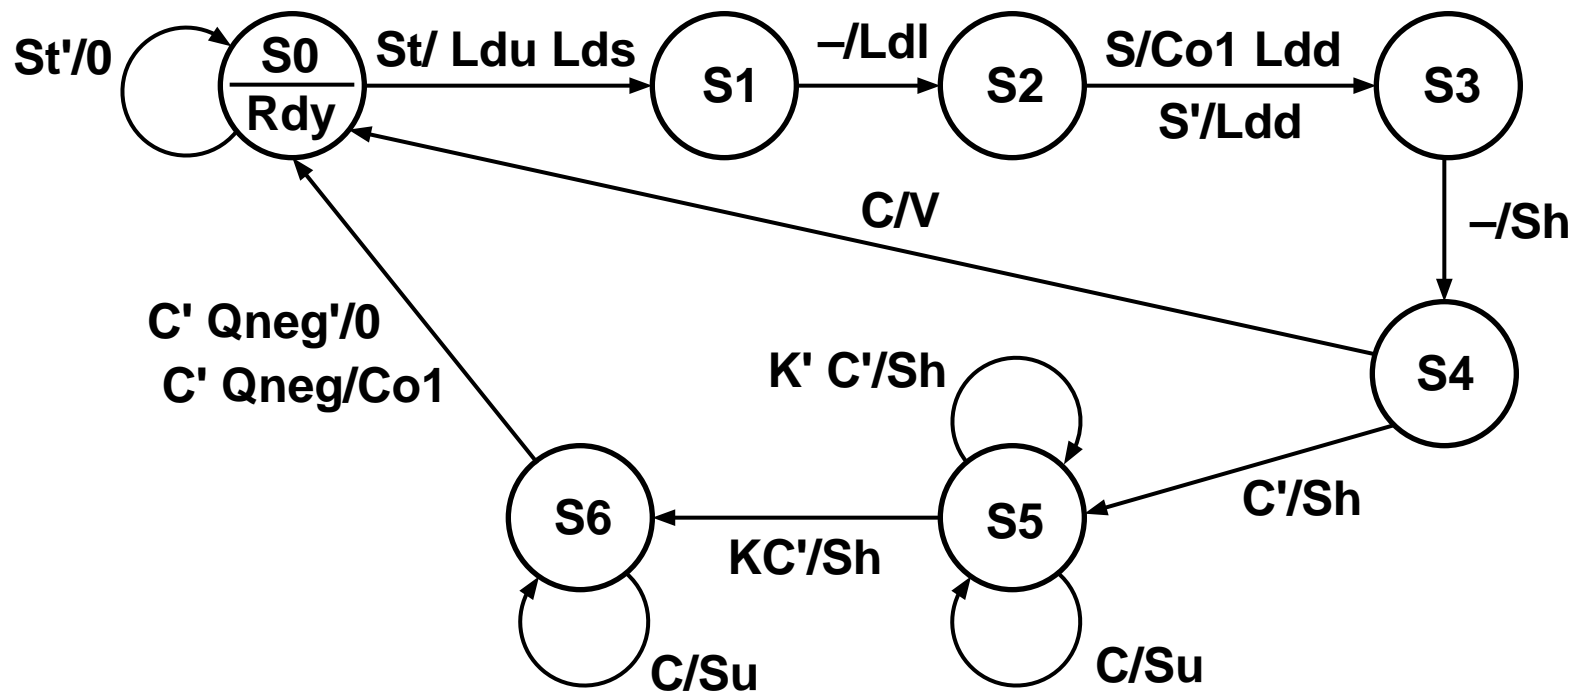 St'/0
S0
Rdy
St/ Ldu Lds
S1
–/Ldl
S2
S/Co1 Ldd
S'/Ldd
S3
–/Sh
C/V
S4
C' Qneg'/0
C' Qneg/Co1
K' C'/Sh
C'/Sh
S6
KC'/Sh
S5
C/Su
C/Su